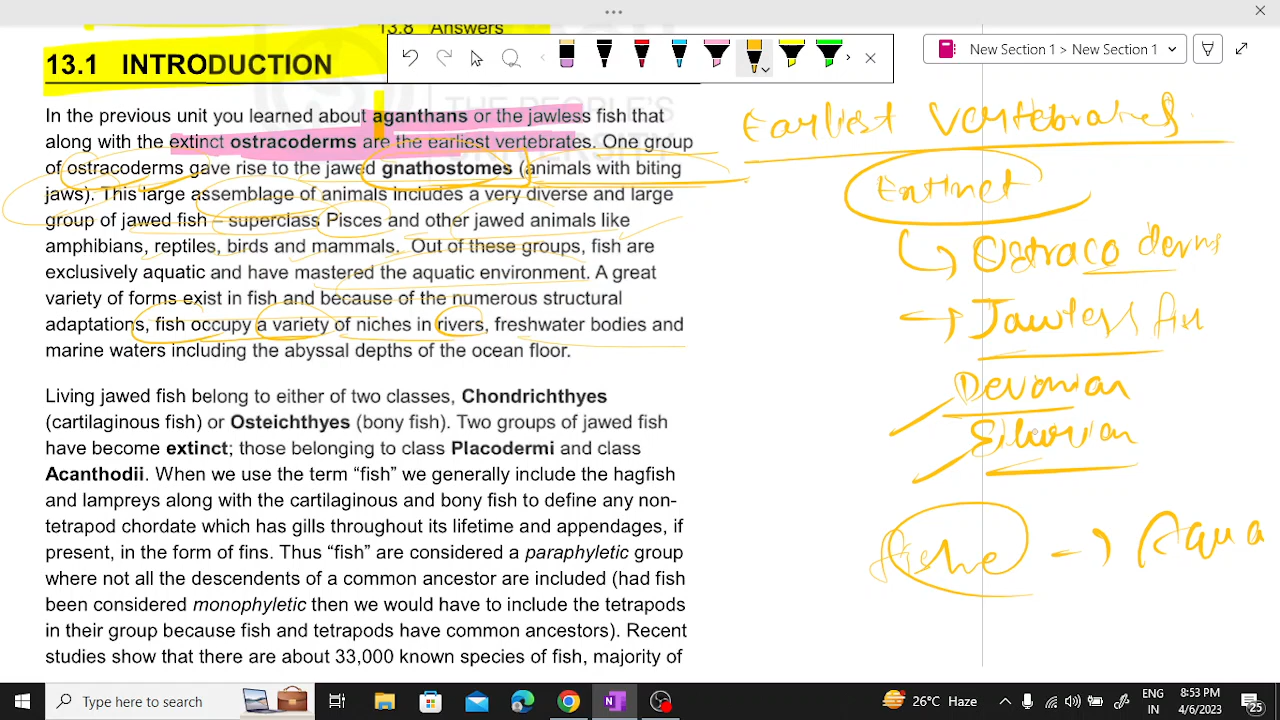 13.8 Answers
13.1 INTRODUCTION
New Section 1 > New Section 1
THE PEOPLE'S
UNIVERSITY
In the previous unit you learned about aganthans or the jawless fish that
along with the extinct ostracoderms are the earliest vertebrates. One group
of ostracoderms gave rise to the jawed gnathostomes (animals with biting
jaws). This large assemblage of animals includes a very diverse and large
group of jawed fish – superclass Pisces and other jawed animals like
amphibians, reptiles, birds and mammals. Out of these groups, fish are
exclusively aquatic and have mastered the aquatic environment. A great
variety of forms exist in fish and because of the numerous structural
adaptations, fish occupy a variety of niches in rivers, freshwater bodies and
marine waters including the abyssal depths of the ocean floor.
Living jawed fish belong to either of two classes, Chondrichthyes
(cartilaginous fish) or Osteichthyes (bony fish). Two groups of jawed fish
have become extinct; those belonging to class Placodermi and class
Acanthodii. When we use the term “fish” we generally include the hagfish
and lampreys along with the cartilaginous and bony fish to define any non-
tetrapod chordate which has gills throughout its lifetime and appendages, if
present, in the form of fins. Thus “fish” are considered a paraphyletic group
where not all the descendents of a common ancestor are included (had fish
been considered monophyletic then we would have to include the tetrapods
in their group because fish and tetrapods have common ancestors). Recent
studies show that there are about 33,000 known species of fish, majority of
Earliest Vertebrates
Extinct
Ostracoderms
→ Jawless
Devonian
Silurian
fishe → Aqua
Type here to search
26°C Haze
ENG
IN
8:53 PM
4/6/2023
25